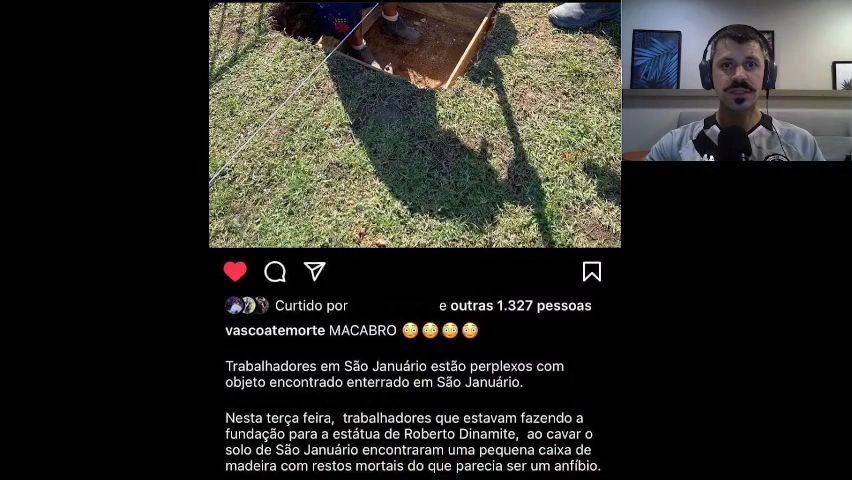 Curtido por e outras 1.327 pessoas
vascoatemorte MACABRO 😳😳😳😳
Trabalhadores em São Januário estão perplexos com
objeto encontrado enterrado em São Januário.
Nesta terça feira, trabalhadores que estavam fazendo a
fundação para a estátua de Roberto Dinamite, ao cavar o
solo de São Januário encontraram uma pequena caixa de
madeira com restos mortais do que parecia ser um anfíbio.